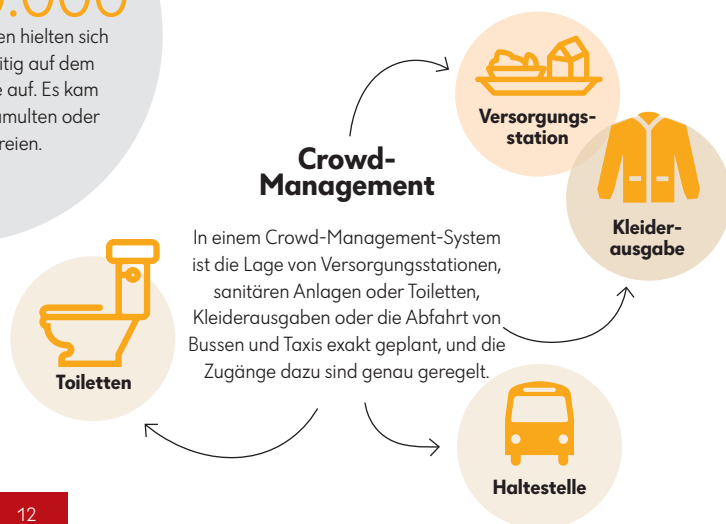 en hielten sich
itig auf dem
e auf. Es kam
umulten oder
reien.
Versorgungs-
station
Kleider-
ausgabe
Crowd-
Management
In einem Crowd-Management-System
ist die Lage von Versorgungsstationen,
sanitären Anlagen oder Toiletten,
Kleiderausgaben oder die Abfahrt von
Bussen und Taxis exakt geplant, und die
Zugänge dazu sind genau geregelt.
Toiletten
Haltestelle
12